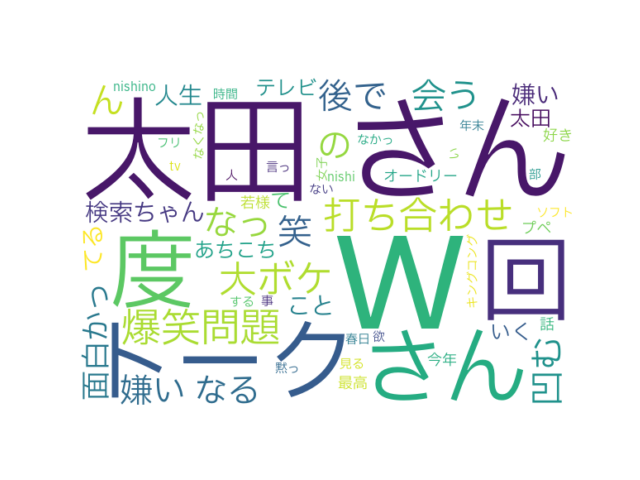 nishino
人生
時間
テレビ
後で
会う
嫌い
ん
太田
さん
の
太田
年末
好き
フリ
なくなっ
なかっ
い
tv
人
言っ
女子
nishi
オードリー
部
ない
検索ちゃん
なっ
若様
て
打ち合わせ
プペ
ソフト
笑
てる
度
あちこち
W
回
キングコング
大ボケ
する
事
こと
爆笑問題
トーク
さん
春日
欲
いく
話
面白かっ
今年
凹む
見る
黙っ
最高
嫌い
なる